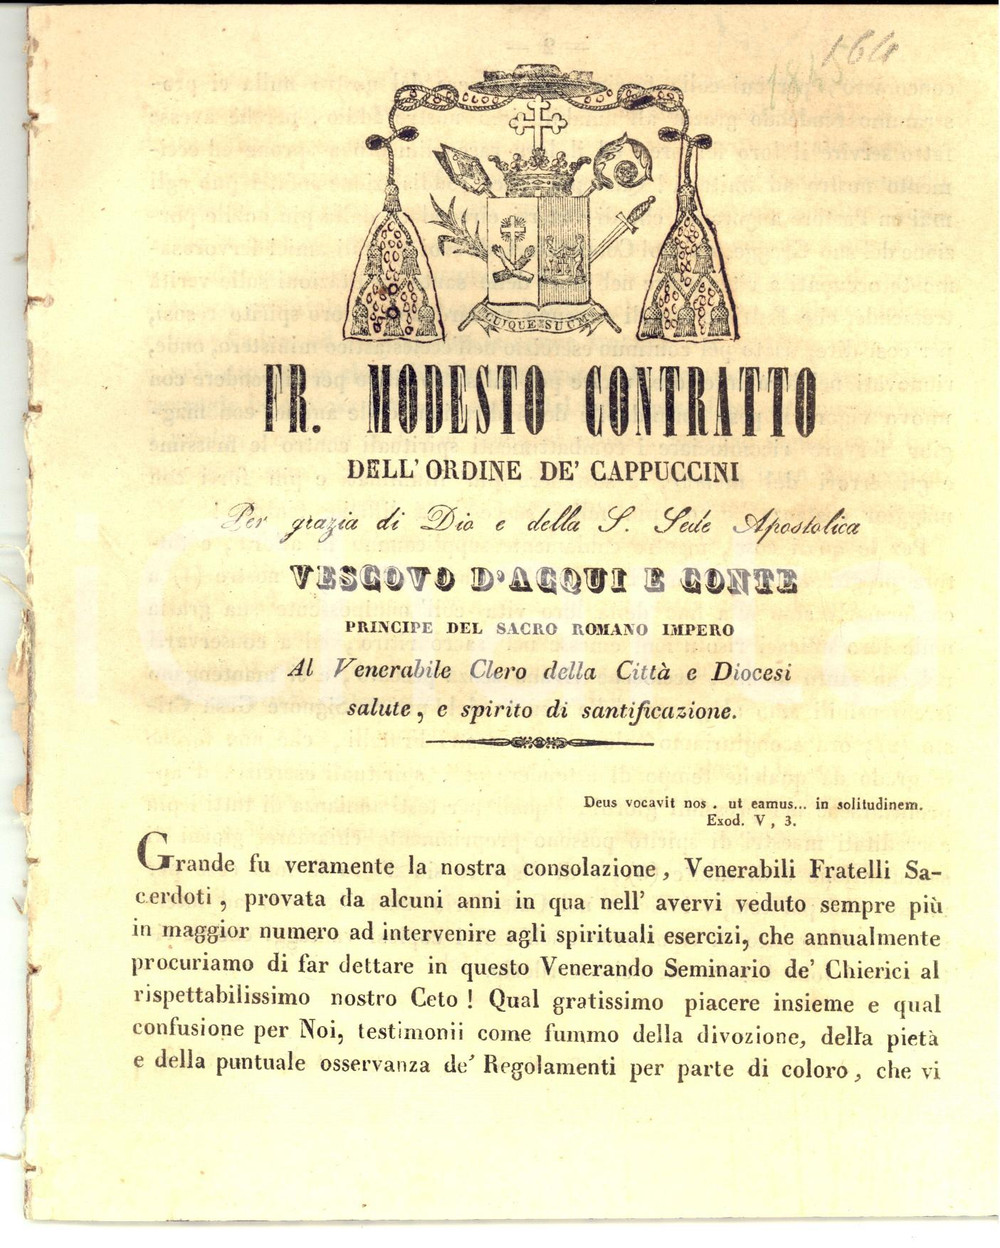 164
CUIQUE SUUM
FR. MODESTO CONTRATTO
DELL' ORDINE DE' CAPPUCCINI
Per grazia di Dio e della S. Sede Apostolica
VESCOVO D'ACQUI E CONTE
PRINCIPE DEL SACRO ROMANO IMPERO
Al Venerabile Clero della Città e Diocesi
salute, e spirito di santificazione.
Deus vocavit nos . ut eamus... in solitudinem.
Exod. V, 3.
Grande fu veramente la nostra consolazione, Venerabili Fratelli Sa-
cerdoti, provata da alcuni anni in qua nell' avervi veduto sempre più
in maggior numero ad intervenire agli spirituali esercizi, che annualmente
procuriamo di far dettare in questo Venerando Seminario de' Chierici al
rispettabilissimo nostro Ceto! Qual gratissimo piacere insieme e qual
confusione per Noi, testimonii come fummo della divozione, della pietà
e della puntuale osservanza de' Regolamenti per parte di coloro, che vi